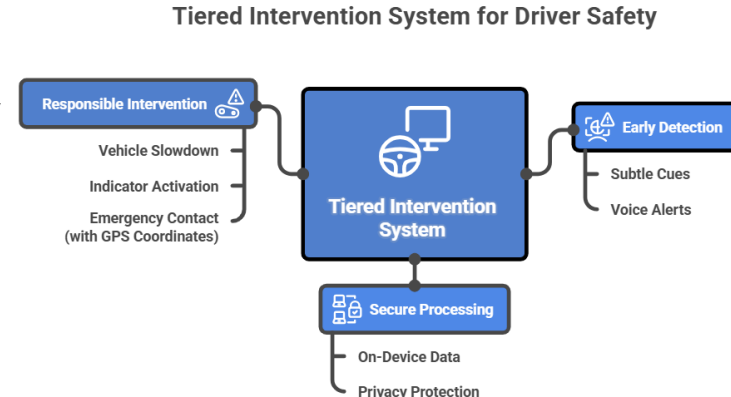 Tiered Intervention System for Driver Safety
Responsible Intervention
Vehicle Slowdown
Indicator Activation
Emergency Contact
(with GPS Coordinates)
Tiered Intervention
System
Early Detection
Subtle Cues
Voice Alerts
Secure Processing
On-Device Data
Privacy Protection